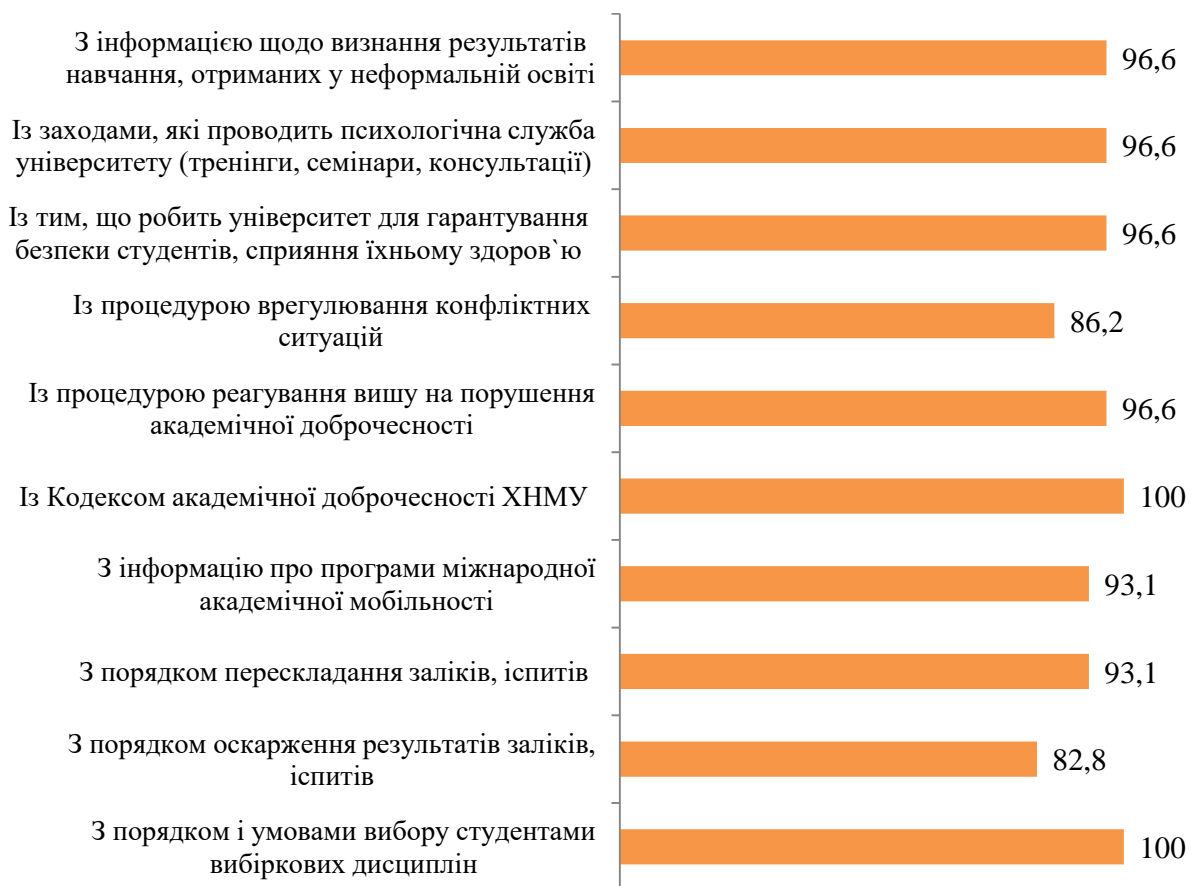 З інформацією щодо визнання результатів
навчання, отриманих у неформальній освіті
96,6
Із заходами, які проводить психологічна служба
університету (тренінги, семінари, консультації)
96,6
Із тим, що робить університет для гарантування
безпеки студентів, сприяння їхньому здоров`ю
96,6
Із процедурою врегулювання конфліктних
ситуацій
86,2
Із процедурою реагування вишу на порушення
академічної доброчесності
96,6
Із Кодексом академічної доброчесності ХНМУ
100
З інформацію про програми міжнародної
академічної мобільності
93,1
З порядком перескладання заліків, іспитів
93,1
З порядком оскарження результатів заліків,
іспитів
82,8
З порядком і умовами вибору студентами
вибіркових дисциплін
100